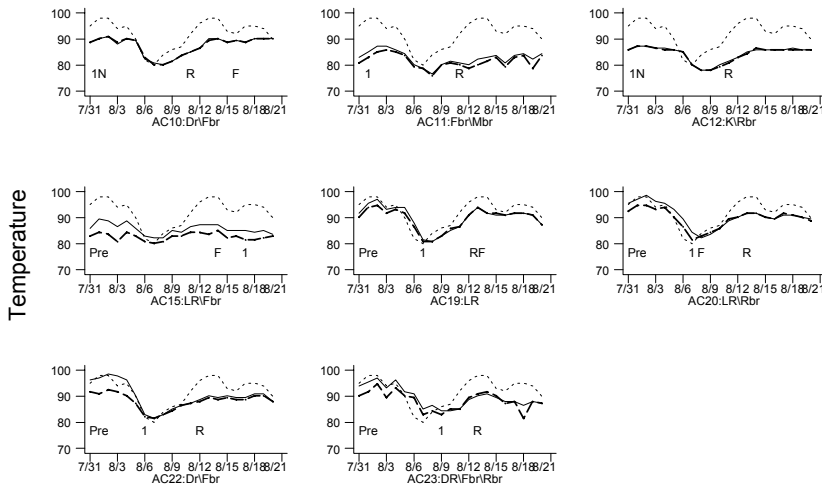 Temperature
100
90
80
70
1N R F
7/31 8/3 8/6 8/9 8/12 8/15 8/18 8/21
AC10:Dr\Fbr
100
90
80
70
1 R
7/31 8/3 8/6 8/9 8/12 8/15 8/18 8/21
AC11:Fbr\Mbr
100
90
80
70
1N R
7/31 8/3 8/6 8/9 8/12 8/15 8/18 8/21
AC12:K\Rbr
100
90
80
70
Pre F 1
7/31 8/3 8/6 8/9 8/12 8/15 8/18 8/21
AC15:LR\Fbr
100
90
80
70
Pre 1 RF
7/31 8/3 8/6 8/9 8/12 8/15 8/18 8/21
AC19:LR
100
90
80
70
Pre 1 F R
7/31 8/3 8/6 8/9 8/12 8/15 8/18 8/21
AC20:LR\Rbr
100
90
80
70
Pre 1 R
7/31 8/3 8/6 8/9 8/12 8/15 8/18 8/21
AC22:Dr\Fbr
100
90
80
70
Pre 1 R
7/31 8/3 8/6 8/9 8/12 8/15 8/18 8/21
AC23:DR\Fbr\Rbr